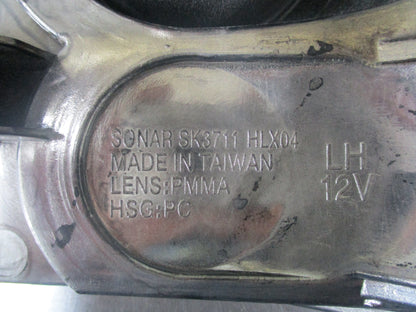 SONAR SK3711 HLX04
MADE IN TAIWAN
LENS:PMMA
HSG:PC
LH
12V